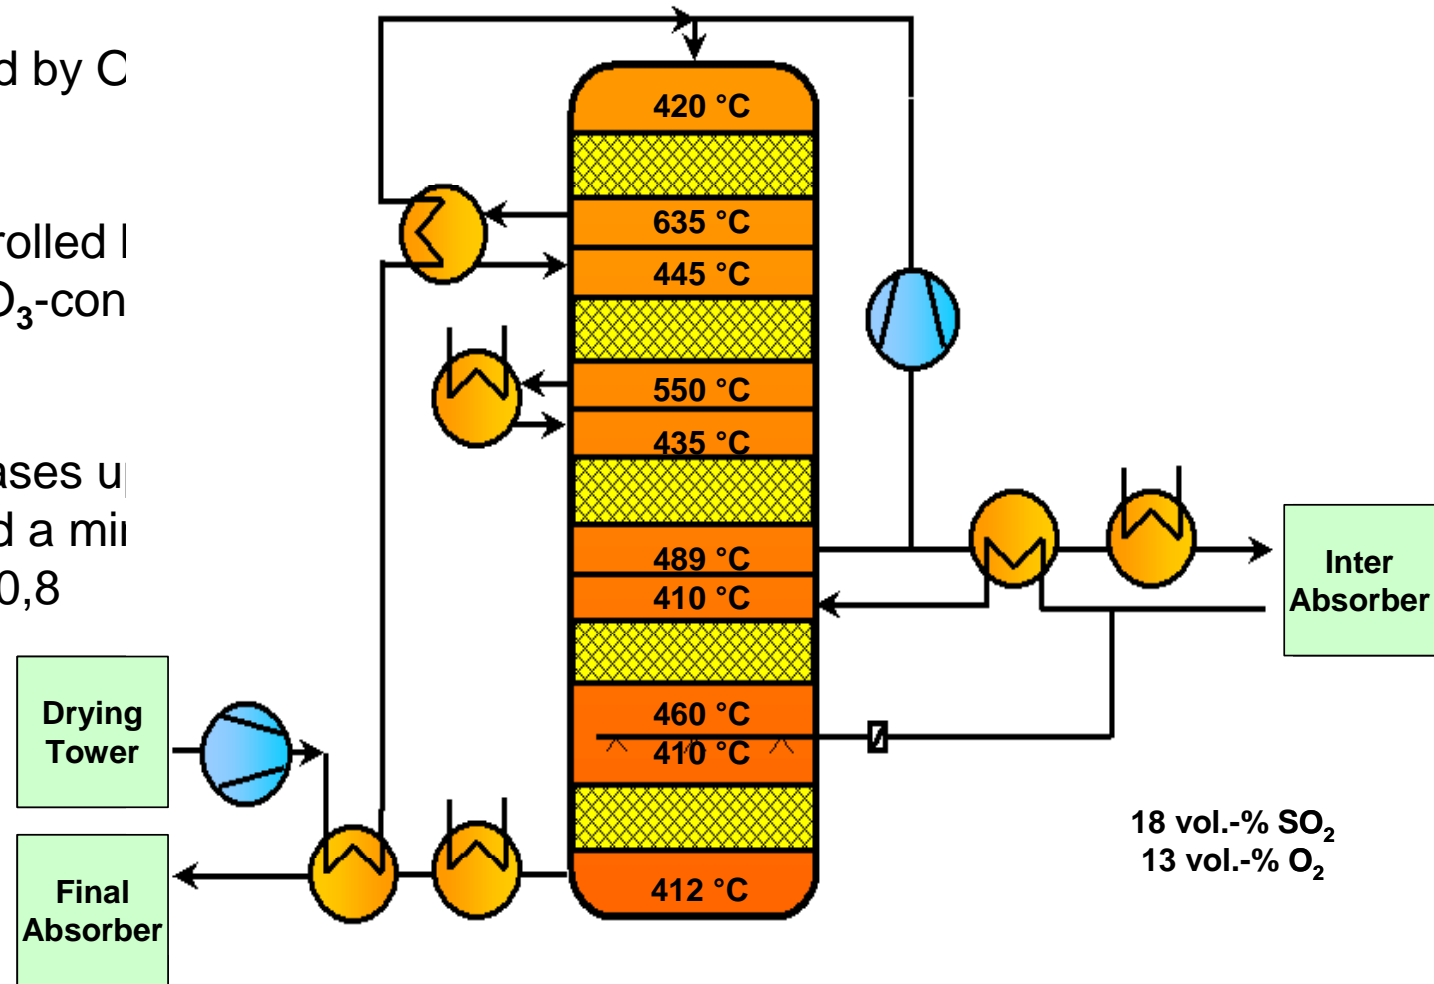 d by C
rolled
O3-con
ases u
d a mi
0,8
420 °C
635 °C
445 °C
550 °C
435 °C
489 °C
410 °C
460 °C
410 °C
412 °C
Inter
Absorber
Drying
Tower
Final
Absorber
18 vol.-% SO2
13 vol.-% O2